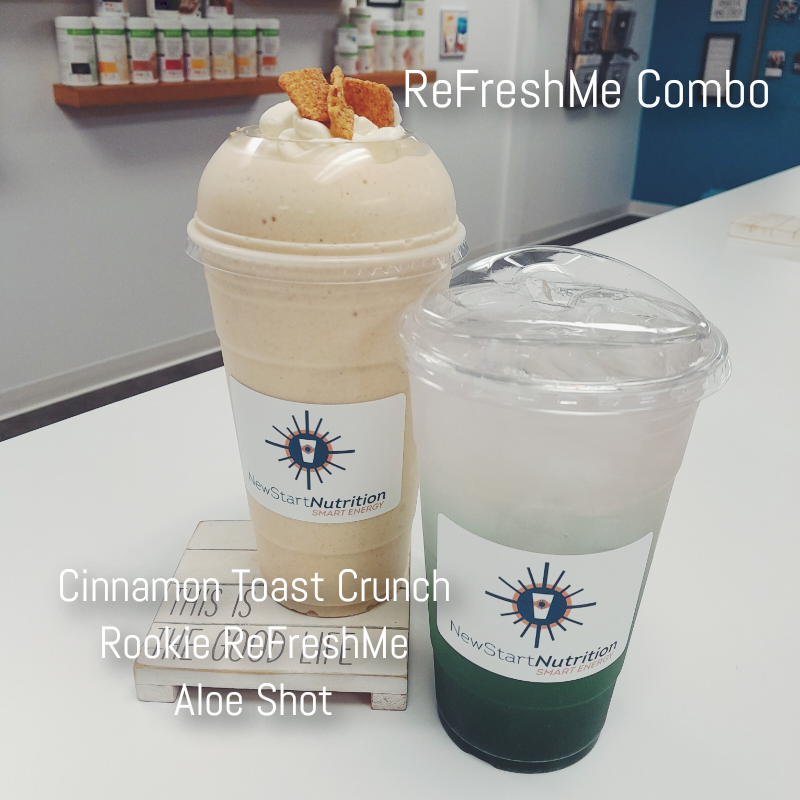 ReFreshMe Combo
NewStartNutrition
SMART ENERGY
NewStartNutrition
SMART ENERGY
Cinnamon Toast Crunch
Rookie ReFreshMe
Aloe Shot
THIS IS
THE GOOD LIFE